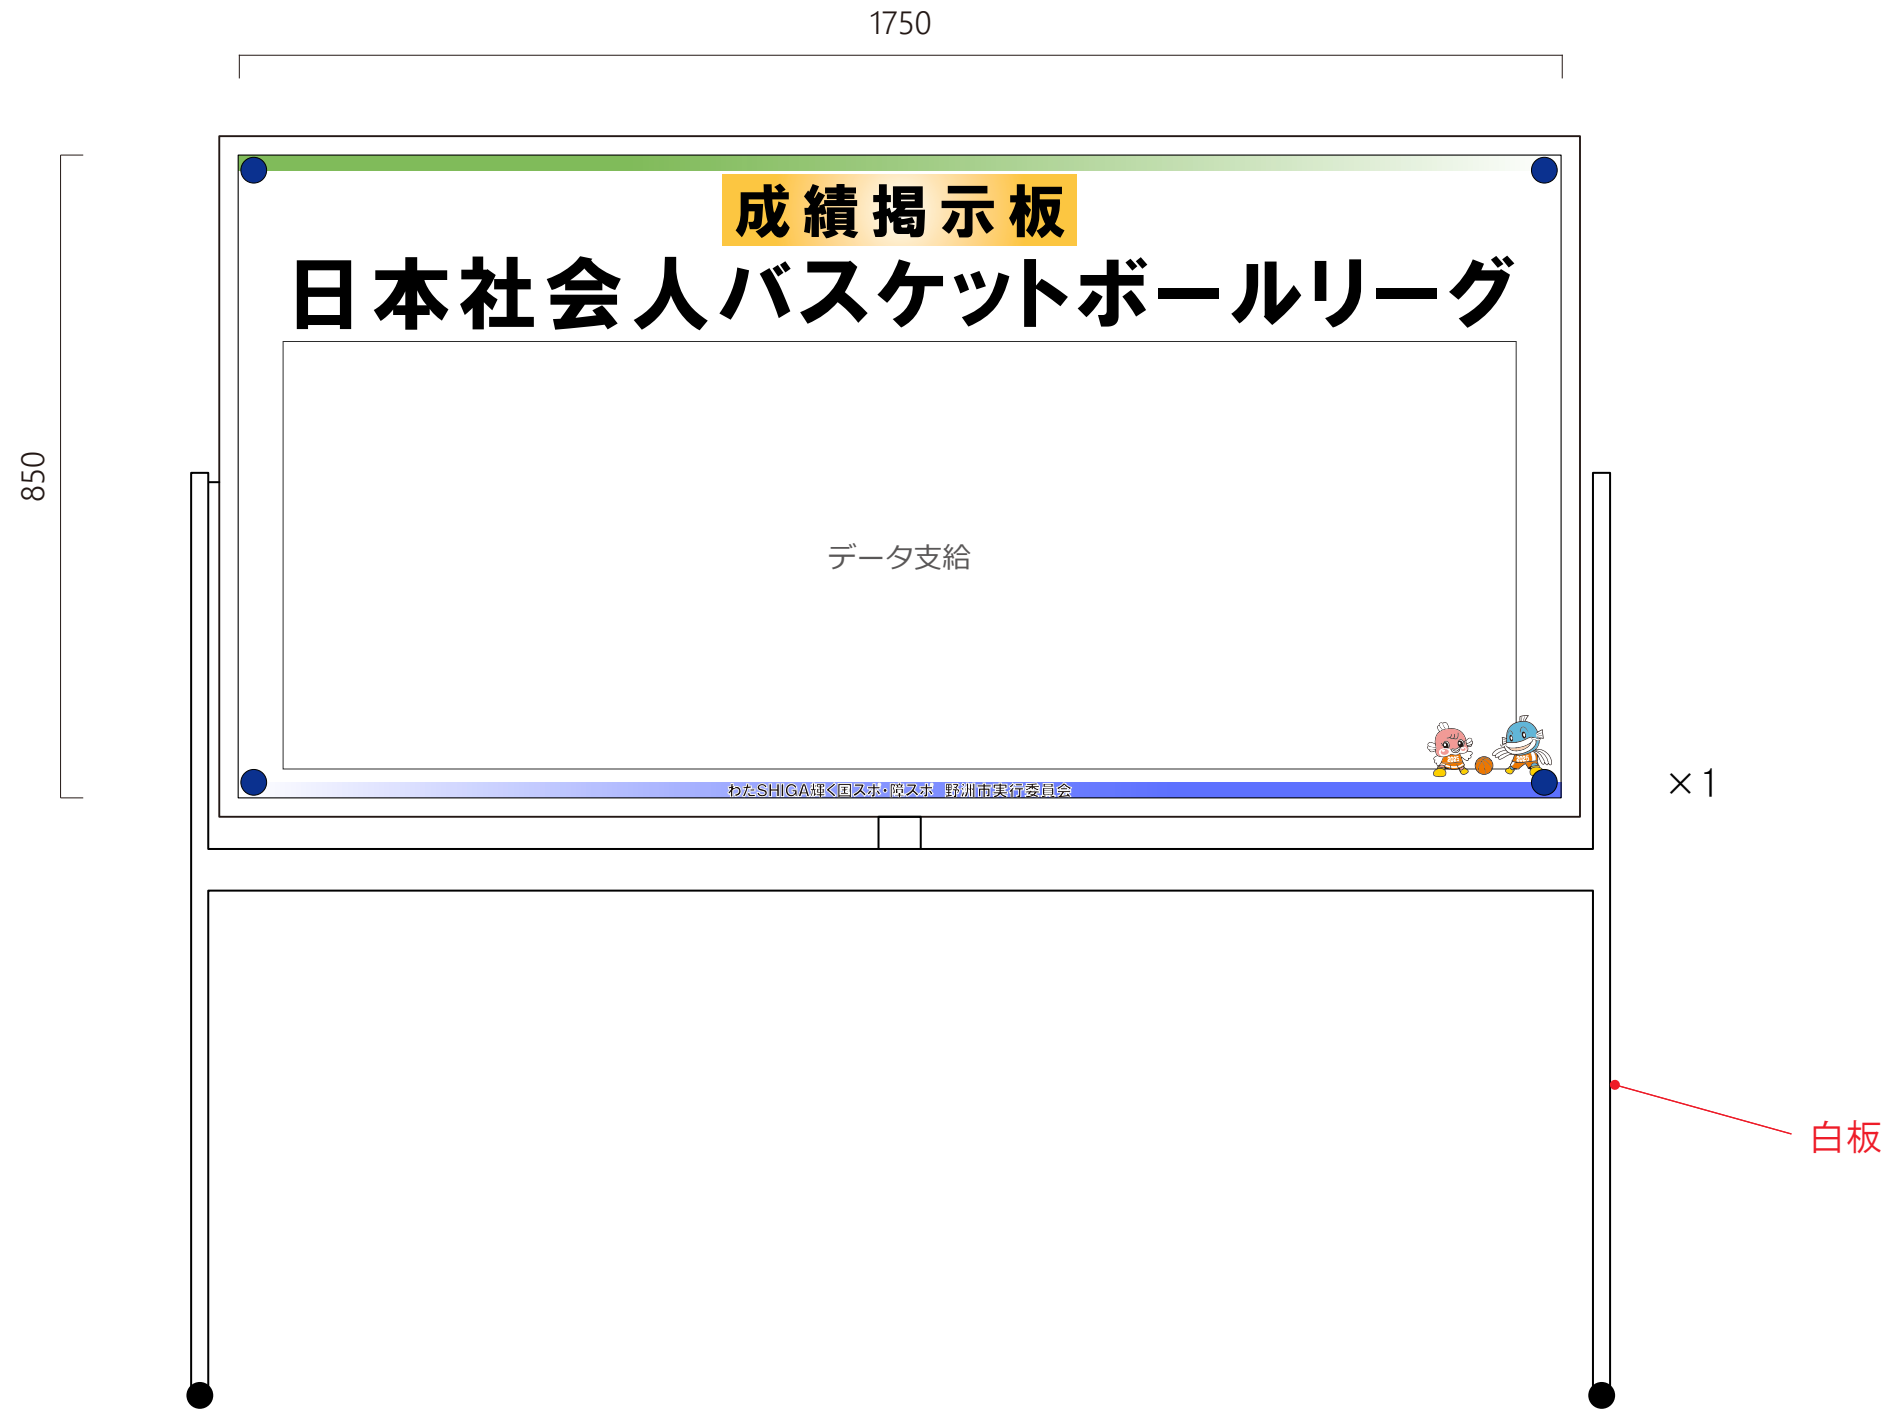 1750
850
成績掲示板
日本社会人バスケットボールリーグ
データ支給
わたSHIGA輝く国スポ・障スポ 野洲市実行委員会
×1
白板